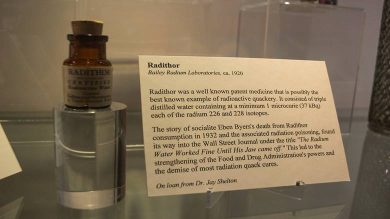 RADITHOR
CERTIFIED
Radioactive Water
Radithor
Bailey Radium Laboratories, ca. 1926
Radithor was a well known patent medicine that is possibly the
best known example of radioactive quackery. It consisted of triple
distilled water containing at a minimum 1 microcurie (37 kBq)
each of the radium 226 and 228 isotopes.
The story of socialite Eben Byers's death from Radithor
consumption in 1932 and the associated radiation poisoning, found
its way into the Wall Street Journal under the title "The Radium
Water Worked Fine Until His Jaw came off." This led to the
strengthening of the Food and Drug Administration's powers and
the demise of most radiation quack cures.
On loan from Dr. Jay Shelton